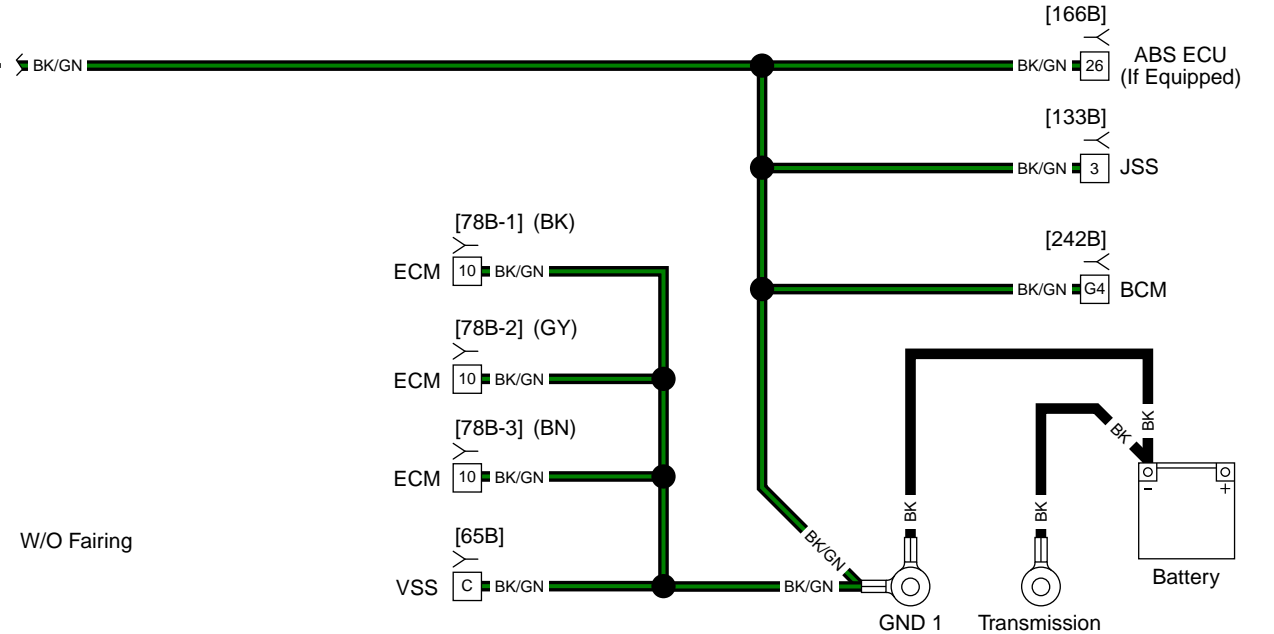 [166B]
BK/GN
BK/GN 26 ABS ECU
(If Equipped)
[133B]
BK/GN 3 JSS
[78B-1] (BK)
[242B]
ECM 10 BK/GN
BK/GN G4 BCM
[78B-2] (GY)
ECM 10 BK/GN
BK
BK
[78B-3] (BN)
ECM 10 BK/GN
- +
BK
BK
W/O Fairing
[65B]
BK/GN
VSS C BK/GN
BK/GN
Battery
GND 1
Transmission